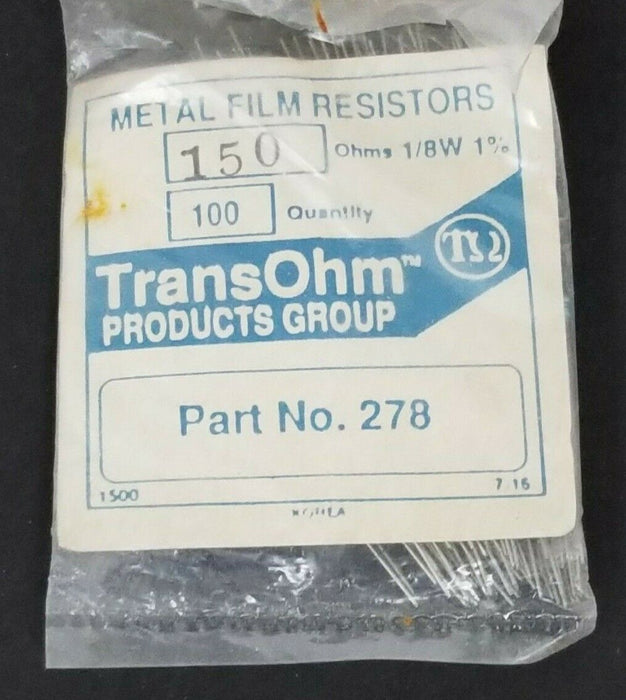 METAL FILM RESISTORS
150 Ohms 1/8W 1%
100 Quantity
TransOhm™ TΩ
PRODUCTS GROUP
Part No. 278
1500 7 16